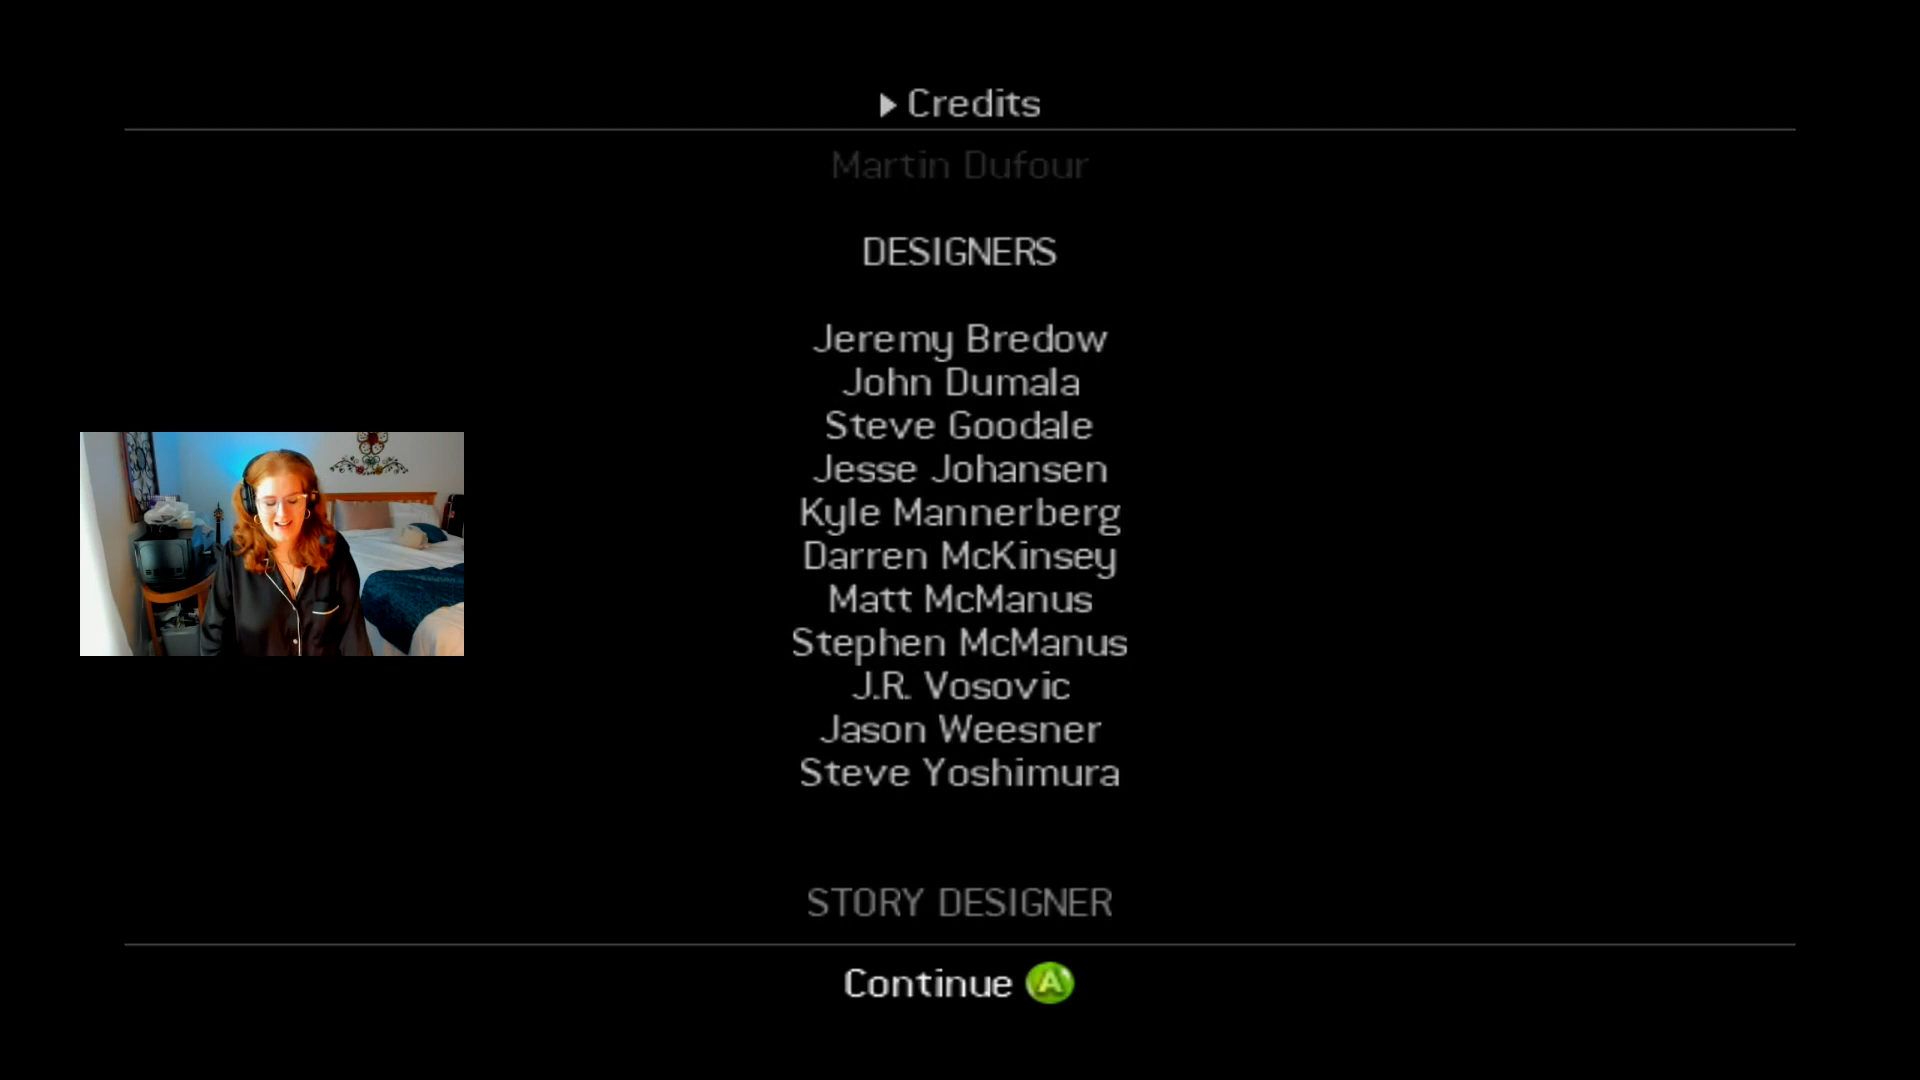 Credits
Martin Dufour
DESIGNERS
Jeremy Bredow
John Dumala
Steve Goodale
Jesse Johansen
Kyle Mannerberg
Darren McKinsey
Matt McManus
Stephen McManus
J.R. Vosovic
Jason Weesner
Steve Yoshimura
STORY DESIGNER
Continue A